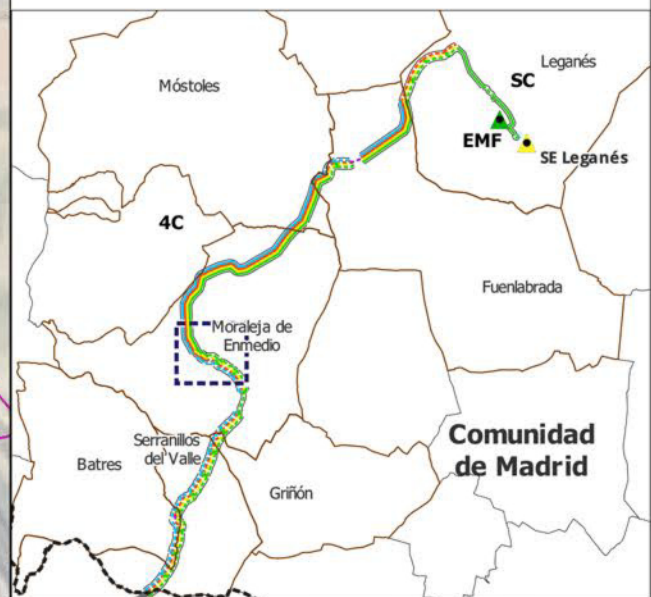 Leganés
SC
Móstoles
EMF
SE Leganés
4C
Fuenlabrada
Moraleja de
Enmedio
Comunidad
de Madrid
Serranillos
del Valle
Batres
Griñón